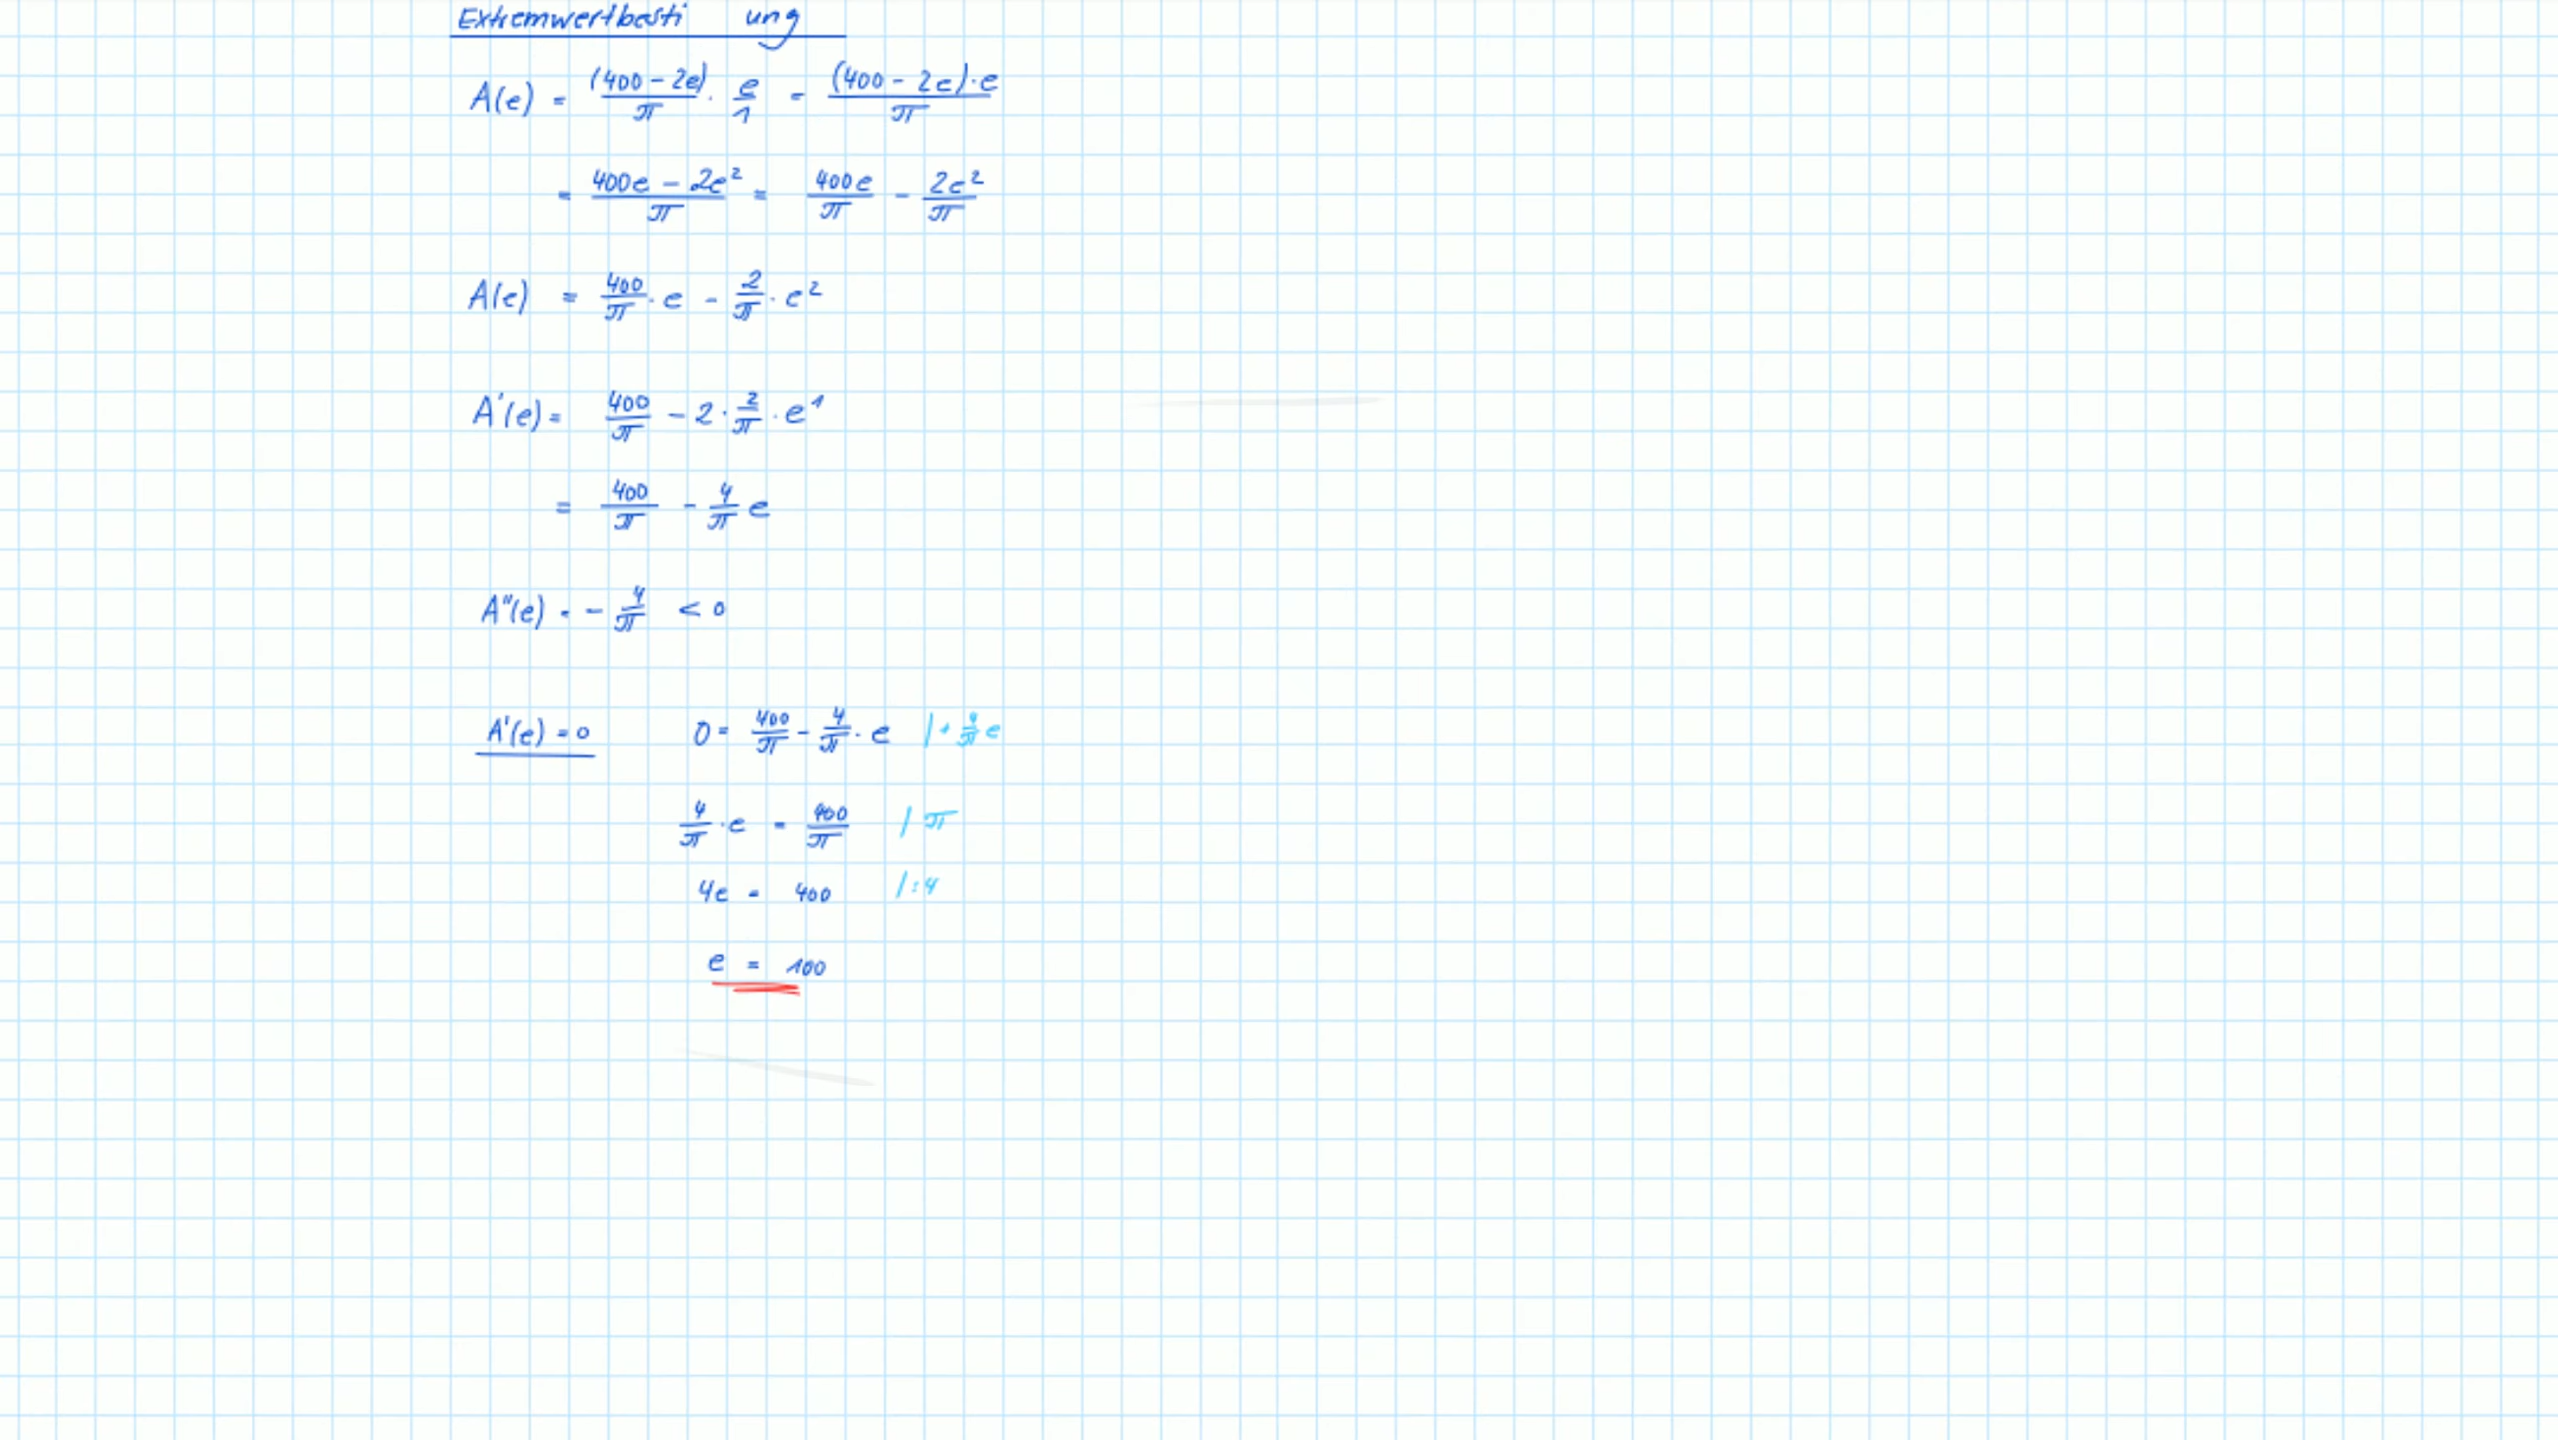 Extremwertbesti ung
A(e) = (400 - 2e)/π · e/1 = (400 - 2e)·e/π
= 400e - 2e²/π = 400e/π - 2e²/π
A(e) = 400/π · e - 2/π · e²
A'(e) = 400/π - 2 · 2/π · e¹
= 400/π - 4/π e
A''(e) = - 4/π < 0
A'(e) = 0 0 = 400/π - 4/π · e | + 4/π e
4/π · e = 400/π | π
4e = 400 | : 4
e = 100